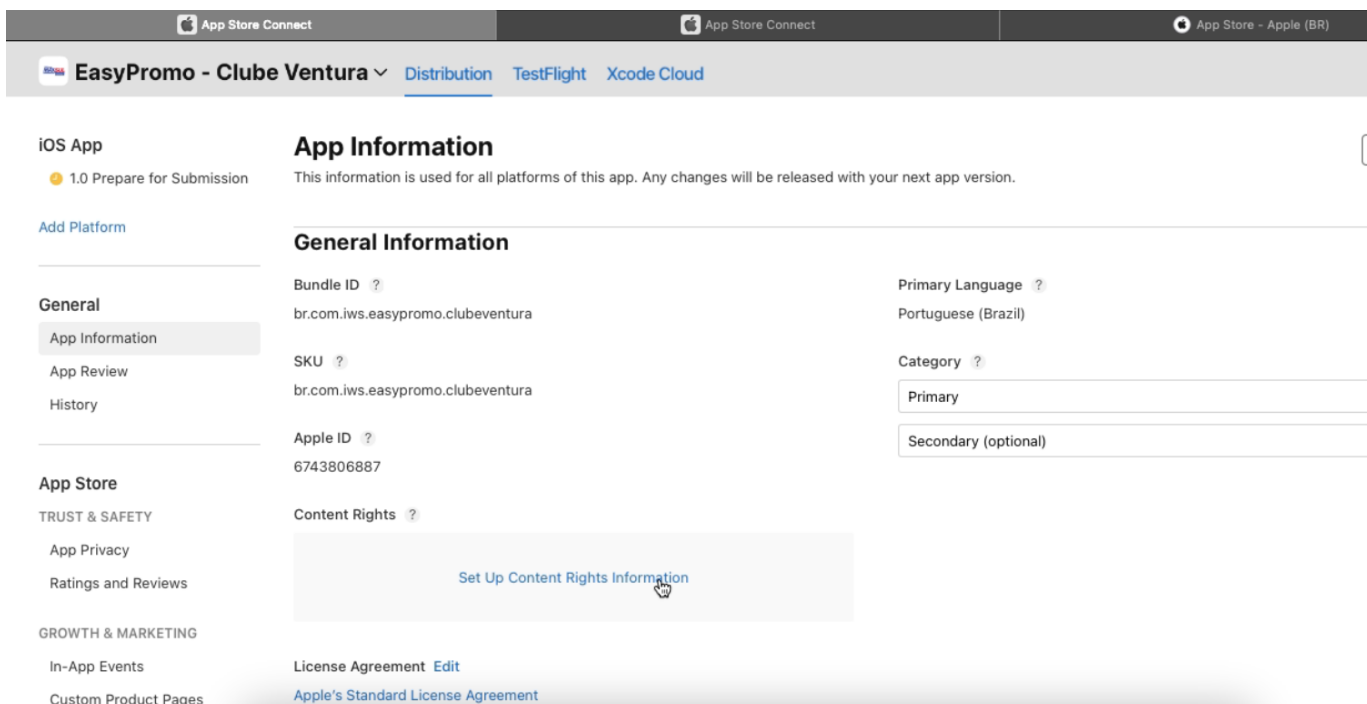 App Store Connect
App Store Connect
App Store - Apple (BR)
EasyPromo - Clube Ventura
Distribution
TestFlight
Xcode Cloud
iOS App
1.0 Prepare for Submission
Add Platform
General
App Information
App Review
History
App Store
TRUST & SAFETY
App Privacy
Ratings and Reviews
GROWTH & MARKETING
In-App Events
Custom Product Pages
App Information
This information is used for all platforms of this app. Any changes will be released with your next app version.
General Information
Bundle ID ?
br.com.iws.easypromo.clubeventura
SKU ?
br.com.iws.easypromo.clubeventura
Apple ID ?
6743806887
Content Rights ?
Set Up Content Rights Information
License Agreement Edit
Apple's Standard License Agreement
Primary Language ?
Portuguese (Brazil)
Category ?
Primary
Secondary (optional)